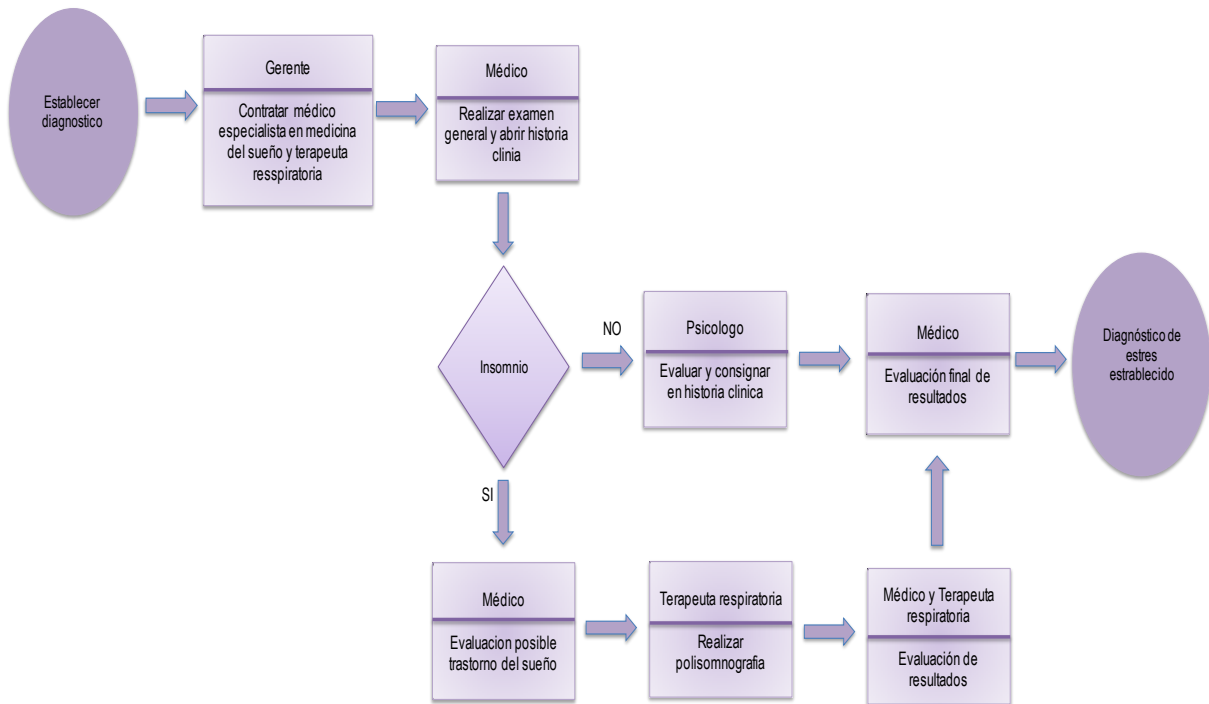 Establecer
diagnostico
Gerente
Contratar médico
especialista en medicina
del sueño y terapeuta
resspiratoria
Médico
Realizar examen
general y abrir historia
clinia
Insomnio
NO
Psicologo
Evaluar y consignar
en historia clinica
Médico
Evaluación final de
resultados
Diagnóstico de
estres
estrablecido
SI
Médico
Evaluacion posible
trastorno del sueño
Terapeuta respiratoria
Realizar
polisomnografia
Médico y Terapeuta
respiratoria
Evaluación de
resultados